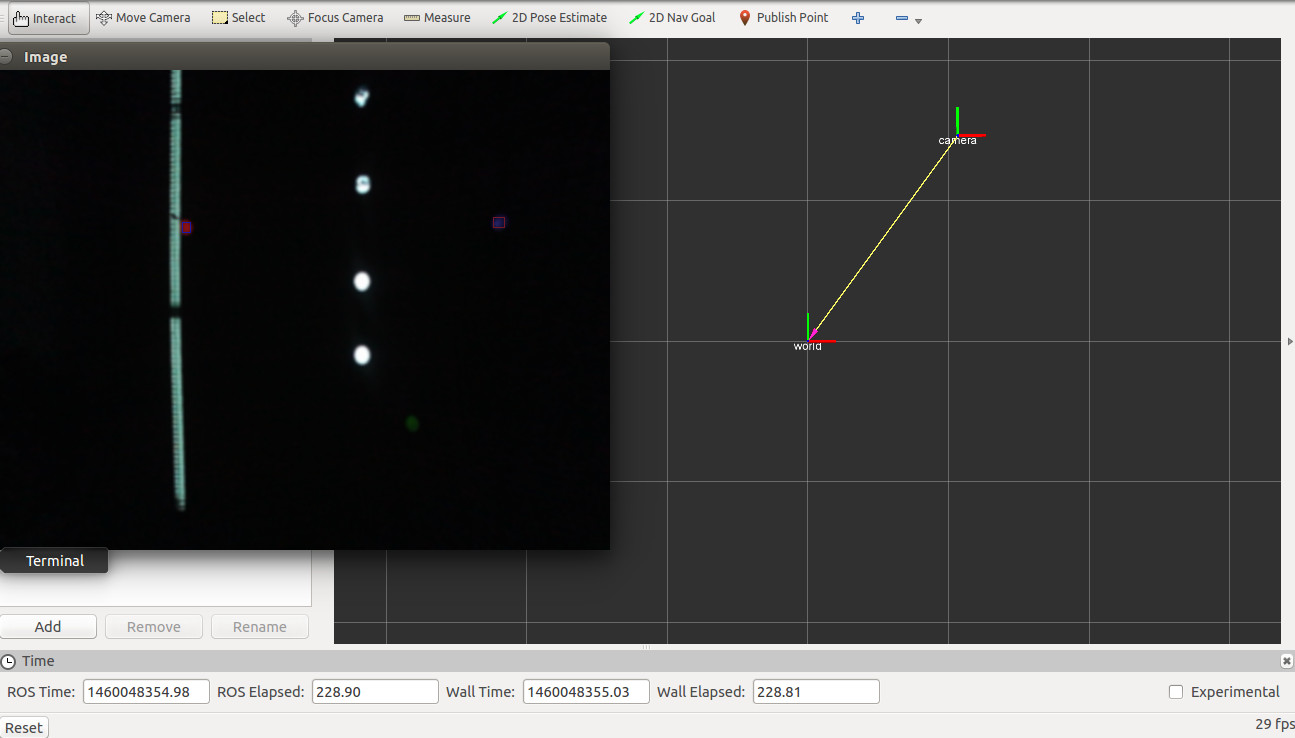 Interact Move Camera Select Focus Camera Measure 2D Pose Estimate 2D Nav Goal Publish Point
Image
camera
world
Terminal
Add Remove Rename
Time
ROS Time: 1460048354.98 ROS Elapsed: 228.90 Wall Time: 1460048355.03 Wall Elapsed: 228.81 Experimental
Reset 29 fps